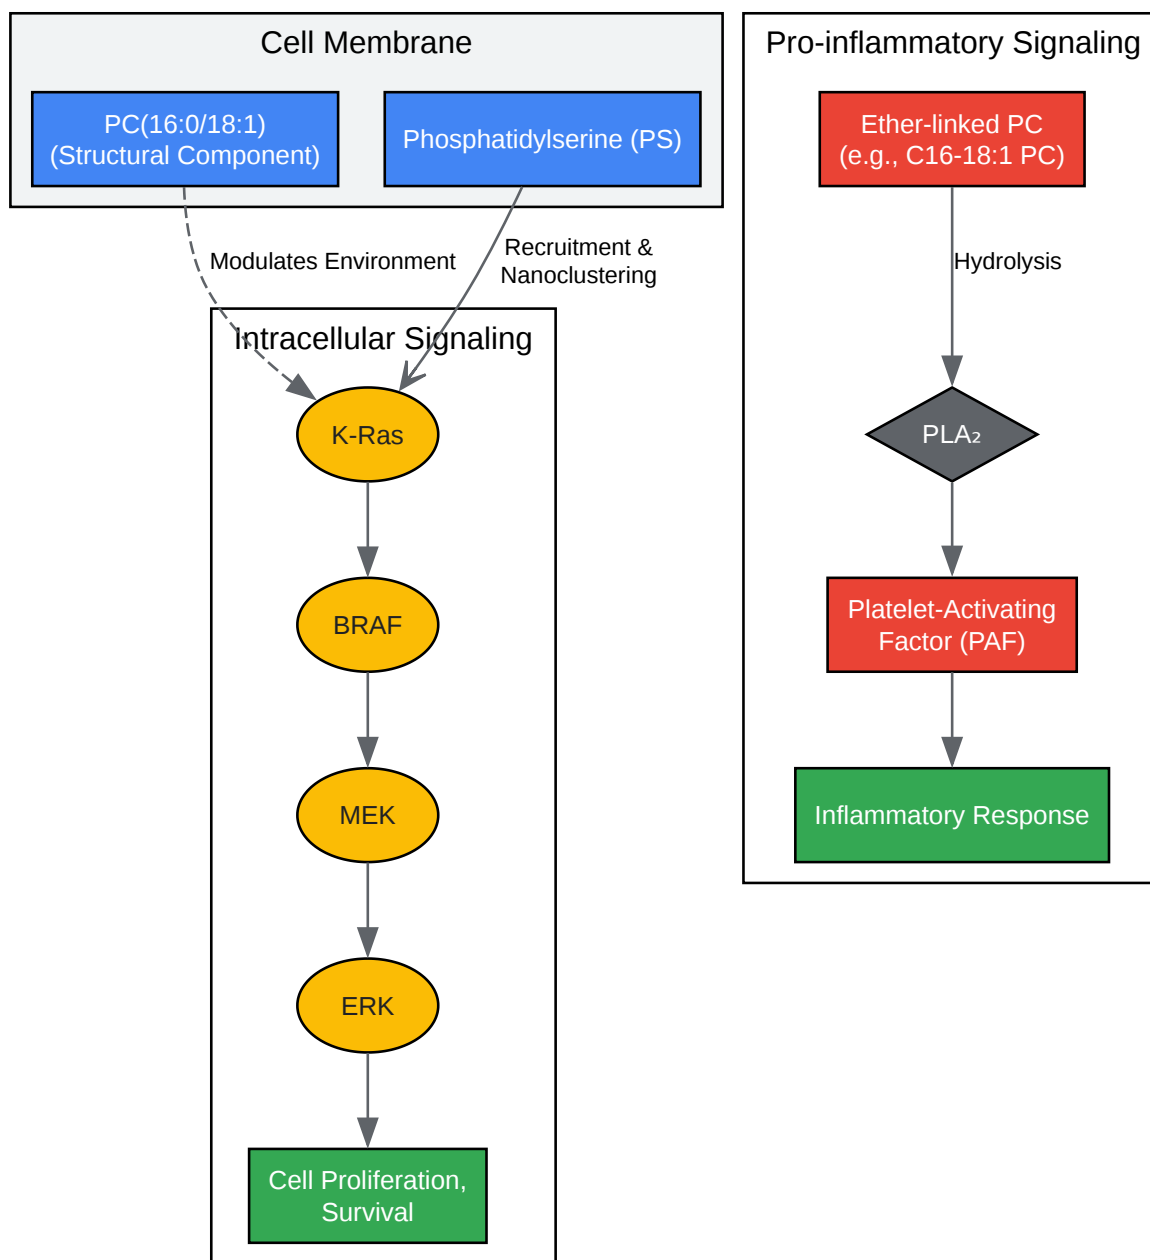 Cell Membrane
PC(16:0/18:1)
(Structural Component)
Phosphatidylserine (PS)
Modulates Environment
Recruitment &
Nanoclustering
Intracellular Signaling
K-Ras
BRAF
MEK
ERK
Cell Proliferation,
Survival
Pro-inflammatory Signaling
Ether-linked PC
(e.g., C16-18:1 PC)
Hydrolysis
PLA₂
Platelet-Activating
Factor (PAF)
Inflammatory Response